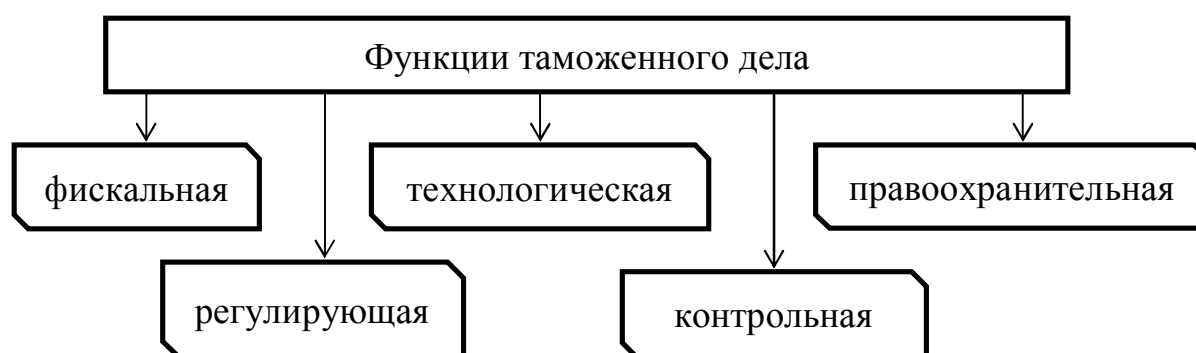 Функции таможенного дела
фискальная
технологическая
правоохранительная
регулирующая
контрольная